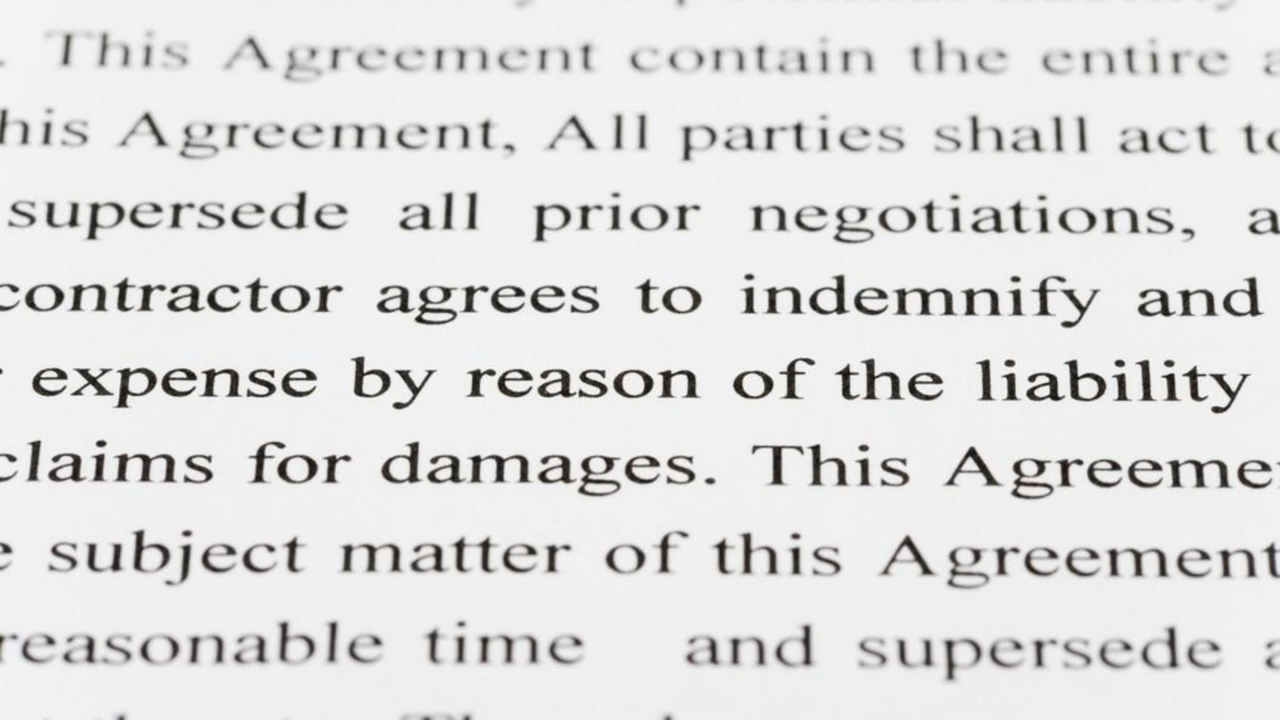 . This Agreement contain the entire
his Agreement, All parties shall act
supersede all prior negotiations,
contractor agrees to indemnify and
expense by reason of the liability
claims for damages. This Agreeme
subject matter of this Agreement
reasonable time and supersede